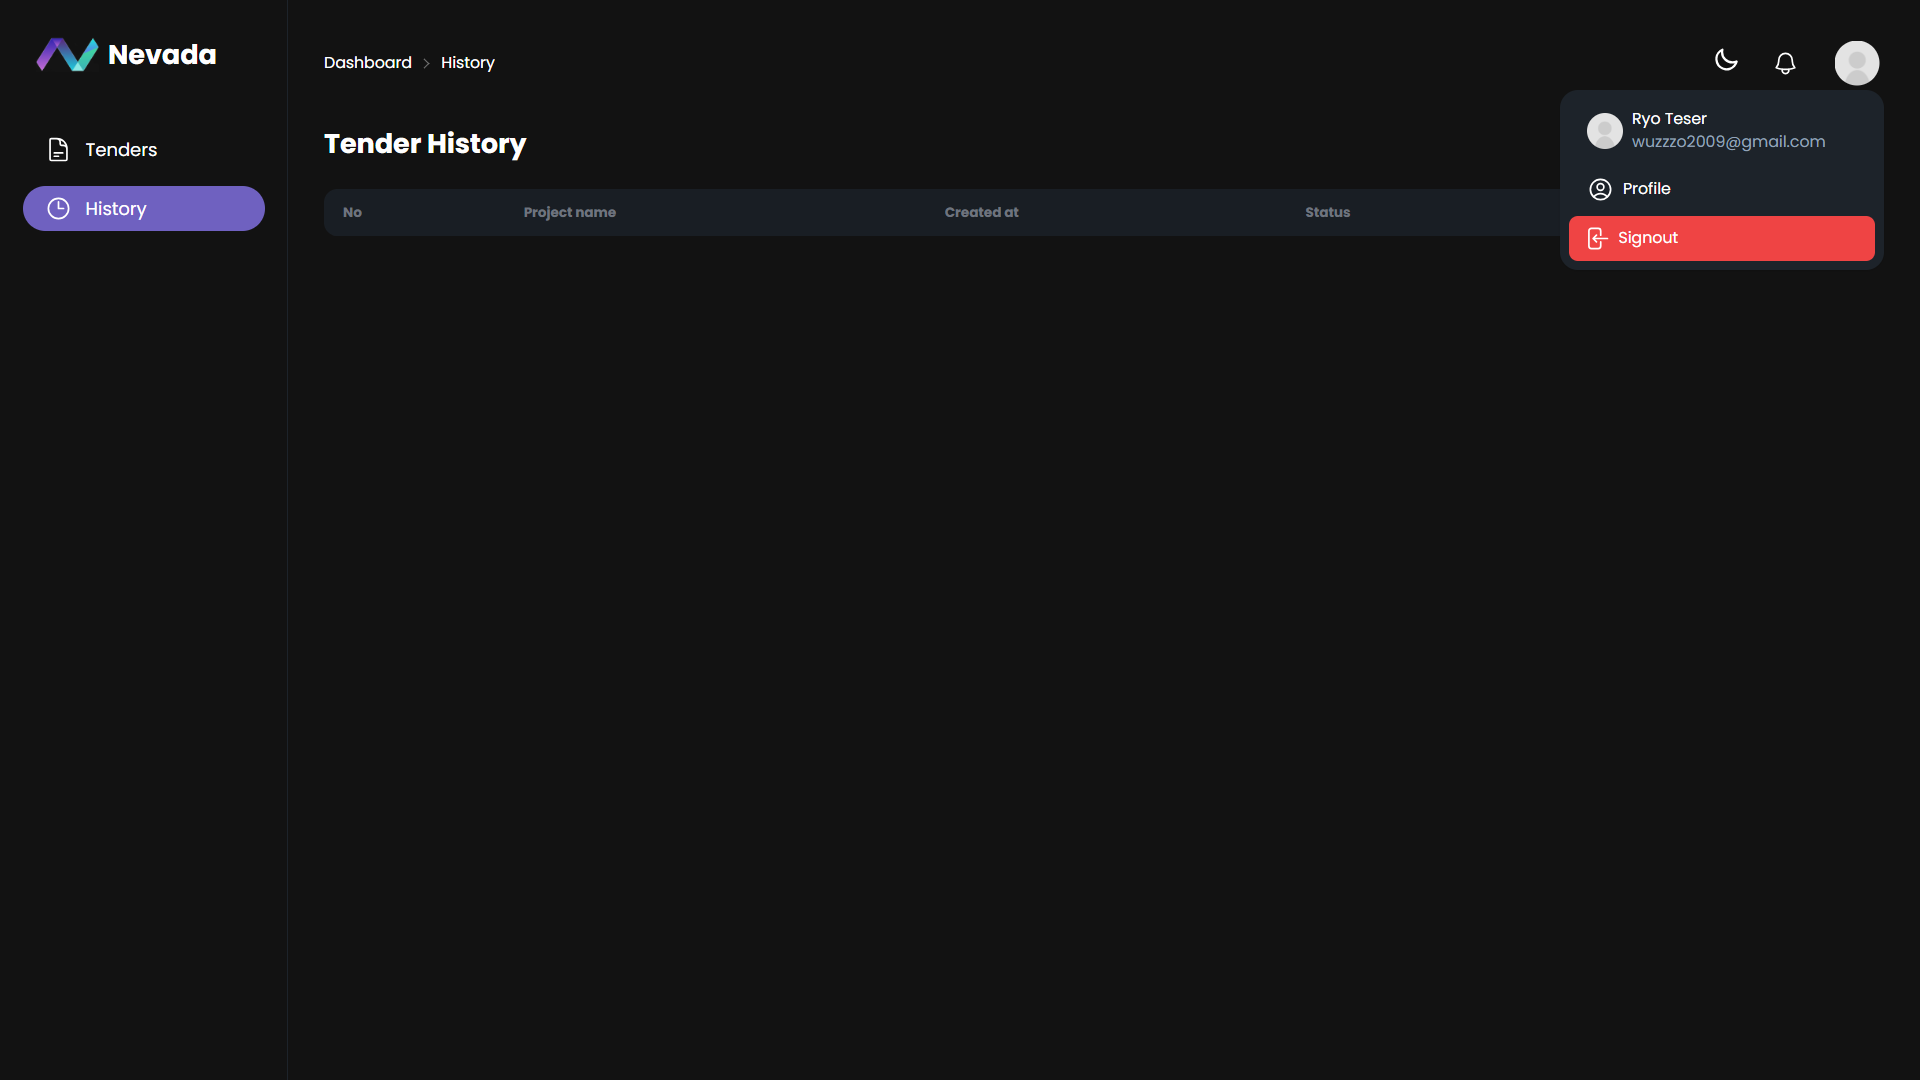 Nevada
Tenders
History
Dashboard > History
Tender History
No Project name Created at Status
Ryo Teser
wuzzzo2009@gmail.com
Profile
Signout